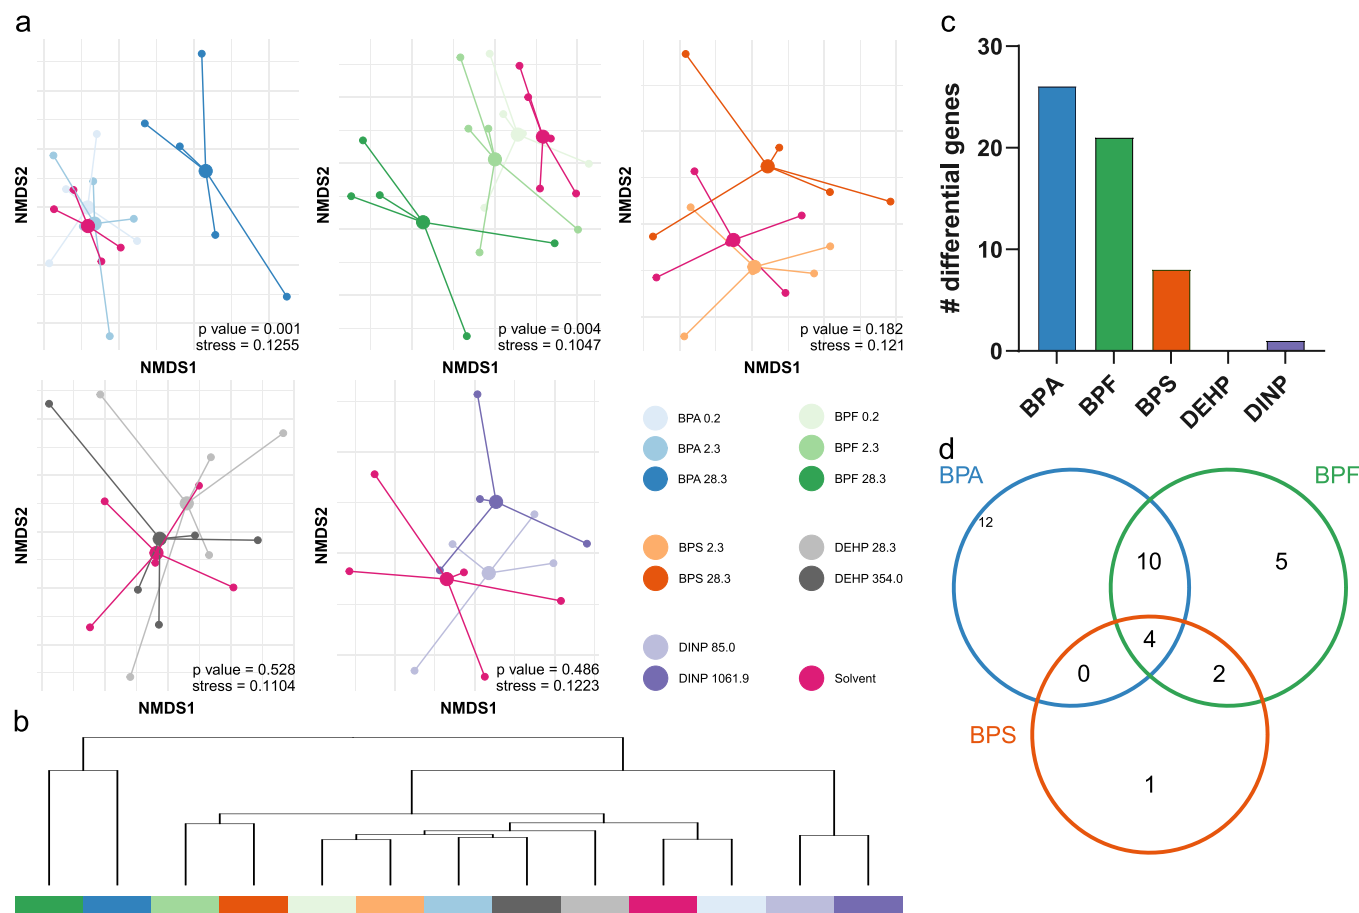 a
NMDS2
p value = 0.001
stress = 0.1255
NMDS1
NMDS2
p value = 0.004
stress = 0.1047
NMDS1
NMDS2
p value = 0.182
stress = 0.121
NMDS1
NMDS2
p value = 0.528
stress = 0.1104
NMDS1
NMDS2
p value = 0.486
stress = 0.1223
NMDS1
BPA 0.2
BPA 2.3
BPA 28.3
BPF 0.2
BPF 2.3
BPF 28.3
BPS 2.3
BPS 28.3
DEHP 28.3
DEHP 354.0
DINP 85.0
DINP 1061.9
Solvent
b
c
# differential genes
30
20
10
0
BPA
BPF
BPS
DEHP
DINP
d
BPA
BPF
12
10
5
4
0
2
BPS
1